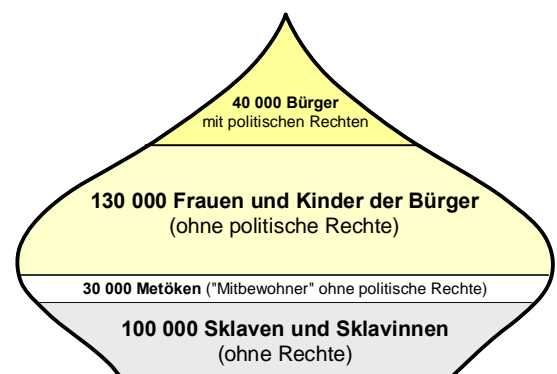 40 000 Bürger
mit politischen Rechten
130 000 Frauen und Kinder der Bürger
(ohne politische Rechte)
30 000 Metöken ("Mitbewohner" ohne politische Rechte)
100 000 Sklaven und Sklavinnen
(ohne Rechte)